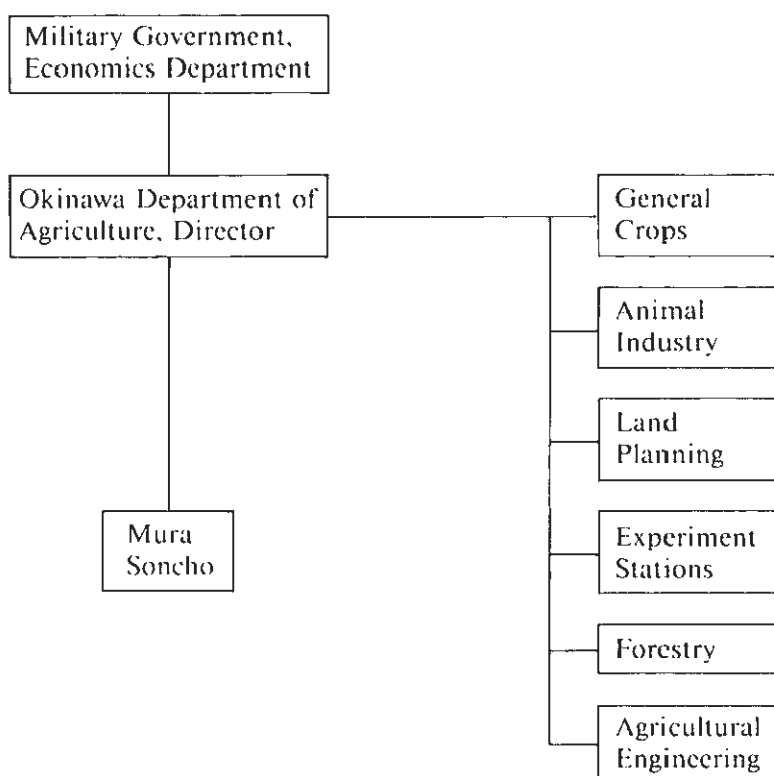 Military Government,
Economics Department
Okinawa Department of
Agriculture, Director
General
Crops
Animal
Industry
Land
Planning
Mura
Soncho
Experiment
Stations
Forestry
Agricultural
Engineering